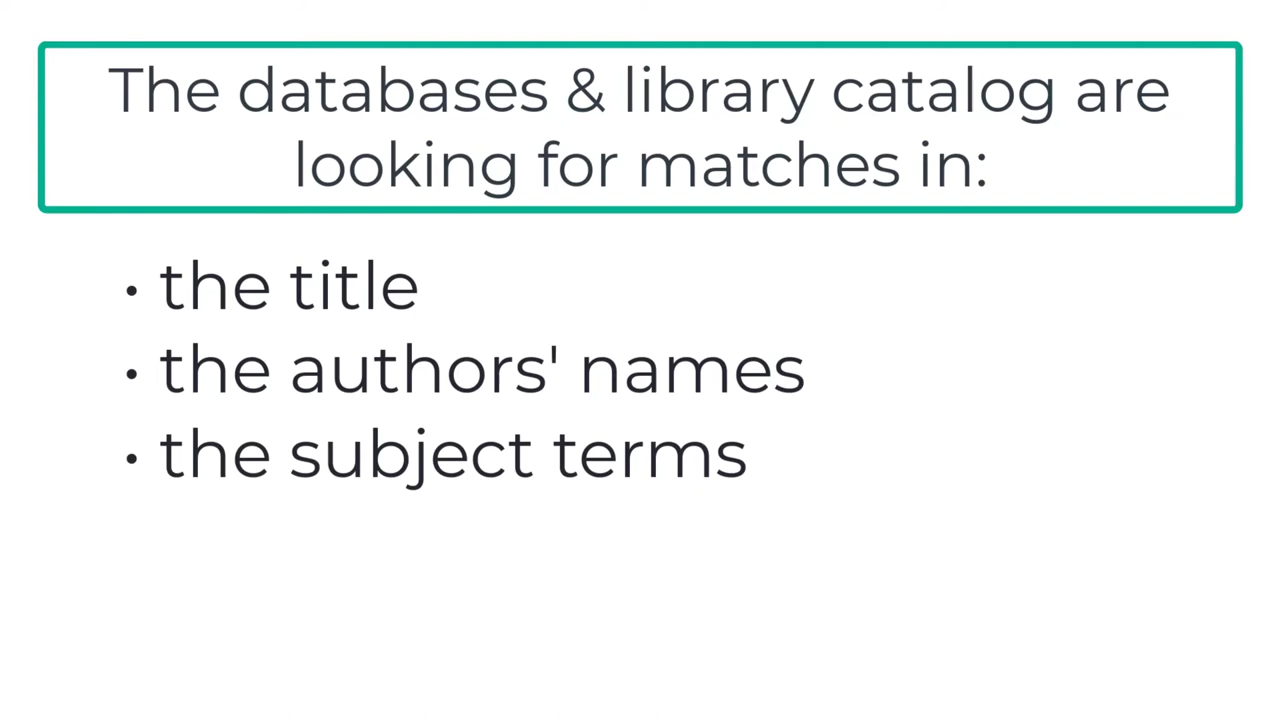 The databases & library catalog are
looking for matches in:
• the title
• the authors' names
• the subject terms